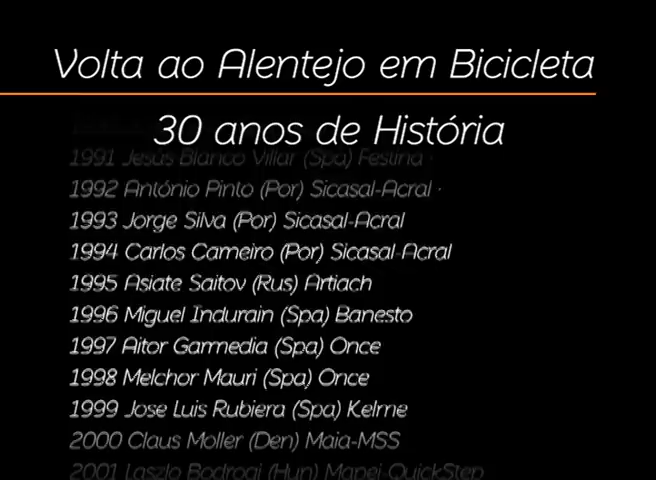 Volta ao Alentejo em Bicicleta
30 anos de História
1991 Jesus Blanco Villar (Spa) Festina
1992 António Pinto (Por) Sicasal-Acral
1993 Jorge Silva (Por) Sicasal-Acral
1994 Carlos Carneiro (Por) Sicasal-Acral
1995 Asiate Saitov (Rus) Artiach
1996 Miguel Indurain (Spa) Banesto
1997 Aitor Garmedia (Spa) Once
1998 Melchor Mauri (Spa) Once
1999 Jose Luis Rubiera (Spa) Kelme
2000 Claus Moller (Den) Maia-MSS
2001 Laszlo Bodrogi (Hun) Mapei-QuickStep